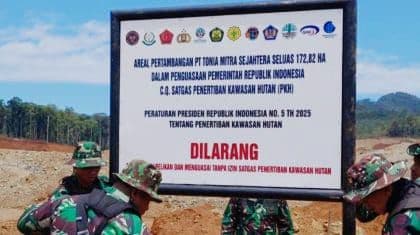 AREAL PERTAMBANGAN PT TONIA MITRA SEJAHTERA SELUAS 172,82 HA
DALAM PENGUASAAN PEMERINTAH REPUBLIK INDONESIA
C.Q. SATGAS PENERTIBAN KAWASAN HUTAN (PKH)
PERATURAN PRESIDEN REPUBLIK INDONESIA NO. 5 TH 2025
TENTANG PENERTIBAN KAWASAN HUTAN
DILARANG
DAN MENGUASAI TANPA IZIN SATGAS PENERTIBAN KAWASAN HUTAN